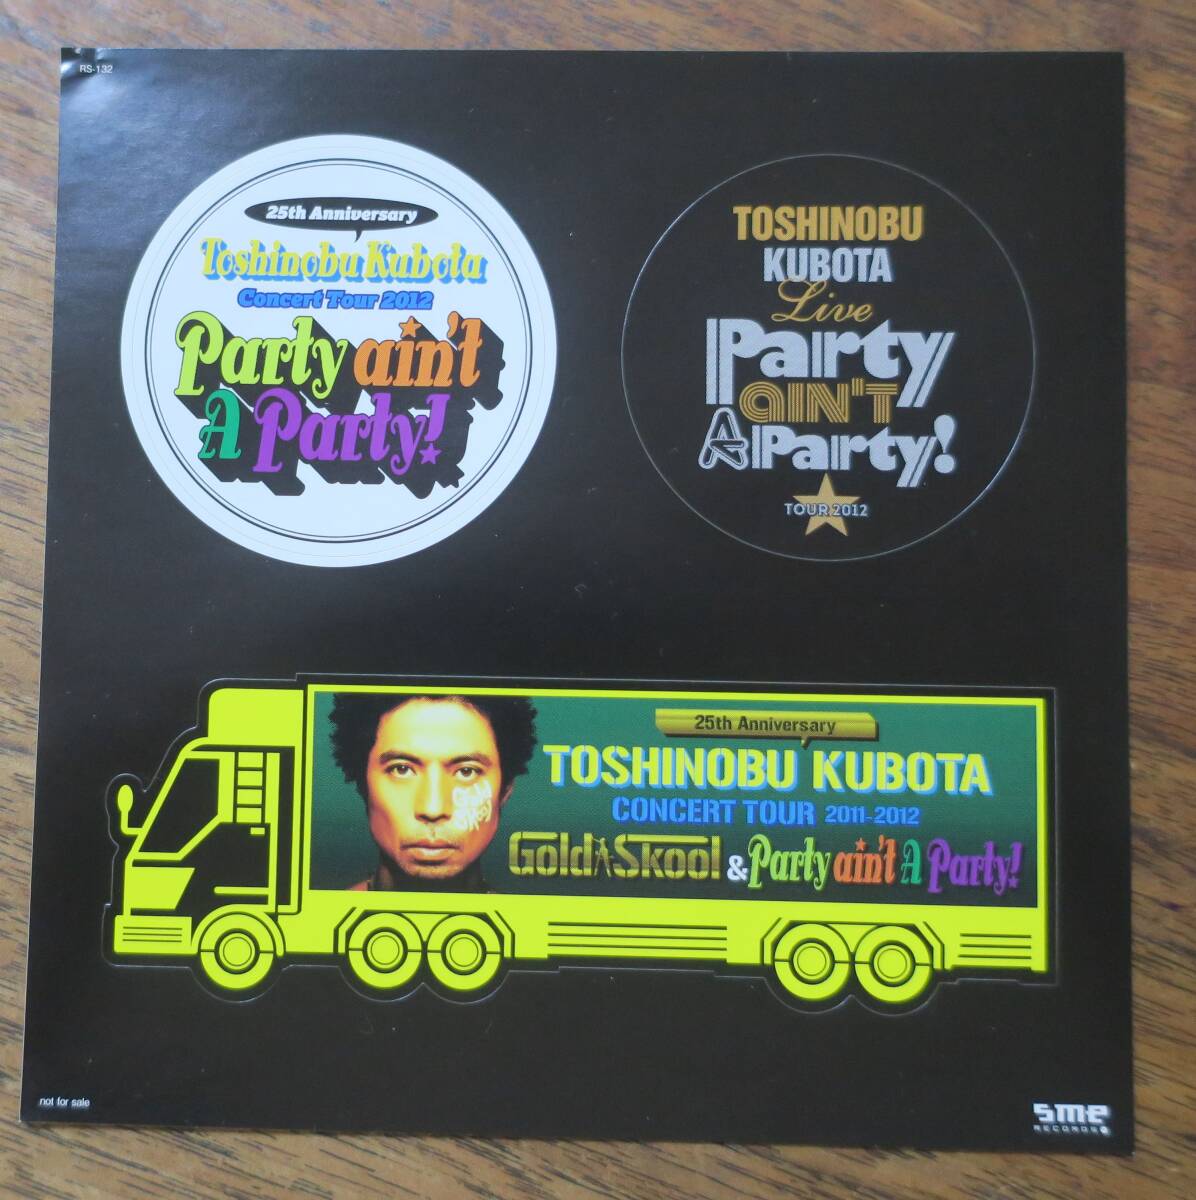 RS-132
25th Anniversary
Toshinobu Kubota
Concert Tour 2012
Party ain't
A Party!
TOSHINOBU
KUBOTA
Live
Party
AIN'T
A Party!
TOUR 2012
25th Anniversary
TOSHINOBU KUBOTA
CONCERT TOUR 2011-2012
Gold Skool & Party ain't A Party!
Gold
Skool
not for sale
sme
RECORDS